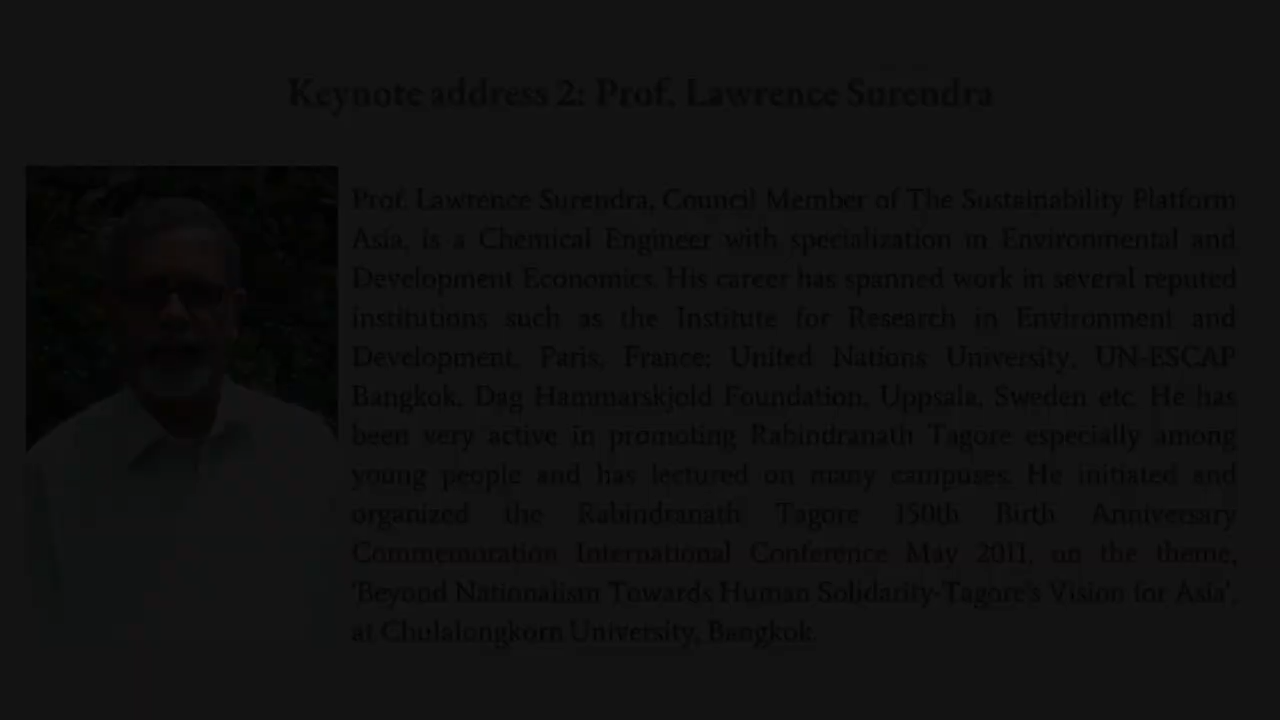 Keynote address 2: Prof. Lawrence Surendra
Prof. Lawrence Surendra, Council Member of The Sustainability Platform
Asia, is a Chemical Engineer with specialization in Environmental and
Development Economics. His career has spanned work in several reputed
institutions such as the Institute for Research in Environment and
Development, Paris, France; United Nations University, UN-ESCAP
Bangkok, Dag Hammarskjold Foundation, Uppsala, Sweden etc. He has
been very active in promoting Rabindranath Tagore especially among
young people and has lectured on many campuses. He initiated and
organized the Rabindranath Tagore 150th Birth Anniversary
Commemoration International Conference May 2011, on the theme,
'Beyond Nationalism Towards Human Solidarity-Tagore's Vision for Asia',
at Chulalongkorn University, Bangkok.